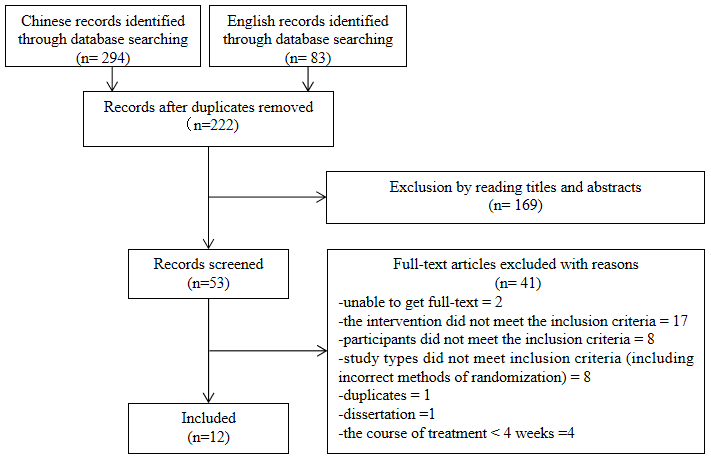 Chinese records identified
through database searching
(n= 294)
English records identified
through database searching
(n= 83)
Records after duplicates removed
（n=222)
Exclusion by reading titles and abstracts
(n= 169)
Records screened
(n=53)
Full-text articles excluded with reasons
(n= 41)
-unable to get full-text = 2
-the intervention did not meet the inclusion criteria = 17
-participants did not meet the inclusion criteria = 8
-study types did not meet inclusion criteria (including
incorrect methods of randomization) = 8
-duplicates = 1
-dissertation =1
-the course of treatment < 4 weeks =4
Included
(n=12)